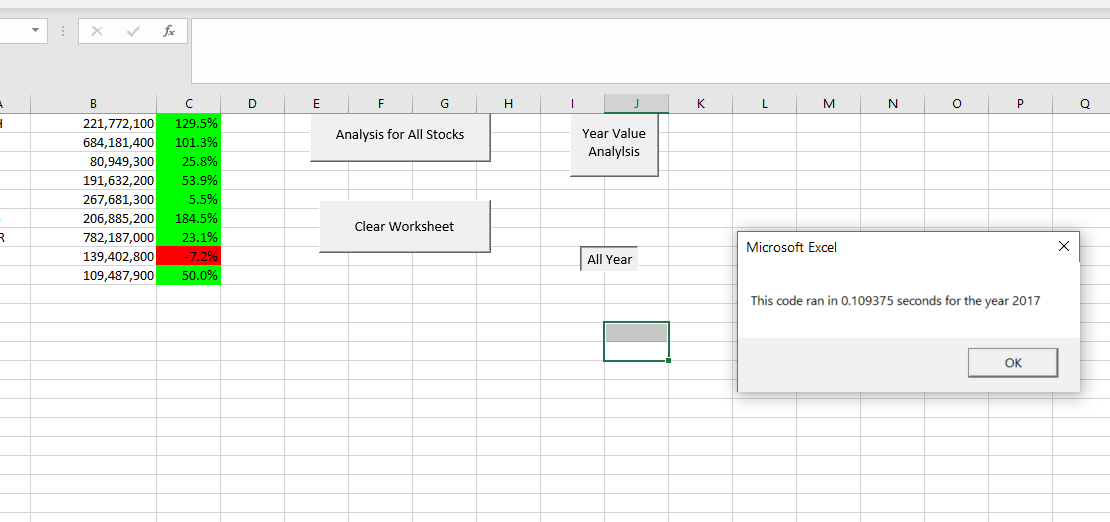 fx
A B C D E F G H I J K L M N O P Q
H 221,772,100 129.5%
684,181,400 101.3%
80,949,300 25.8%
191,632,200 53.9%
267,681,300 5.5%
206,885,200 184.5%
R 782,187,000 23.1%
139,402,800 -7.2%
109,487,900 50.0%
Analysis for All Stocks
Year Value
Analylsis
Clear Worksheet
All Year
Microsoft Excel
This code ran in 0.109375 seconds for the year 2017
OK